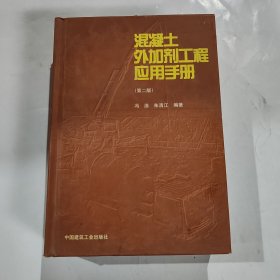 混凝土
外加剂工程
应用手册
(第二版)
冯浩 朱清江 编著
中国建筑工业出版社